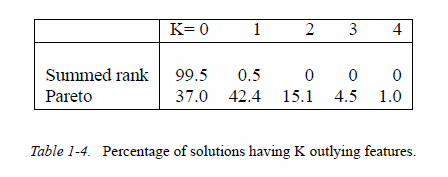 K= 0 1 2 3 4
Summed rank 99.5 0.5 0 0 0
Pareto 37.0 42.4 15.1 4.5 1.0
Table 1-4. Percentage of solutions having K outlying features.